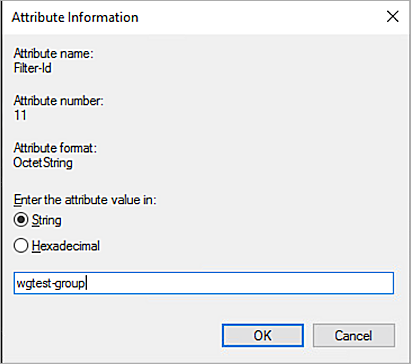 Attribute Information
Attribute name:
Filter-Id
Attribute number:
11
Attribute format:
OctetString
Enter the attribute value in:
String
Hexadecimal
wgtest-group
OK Cancel